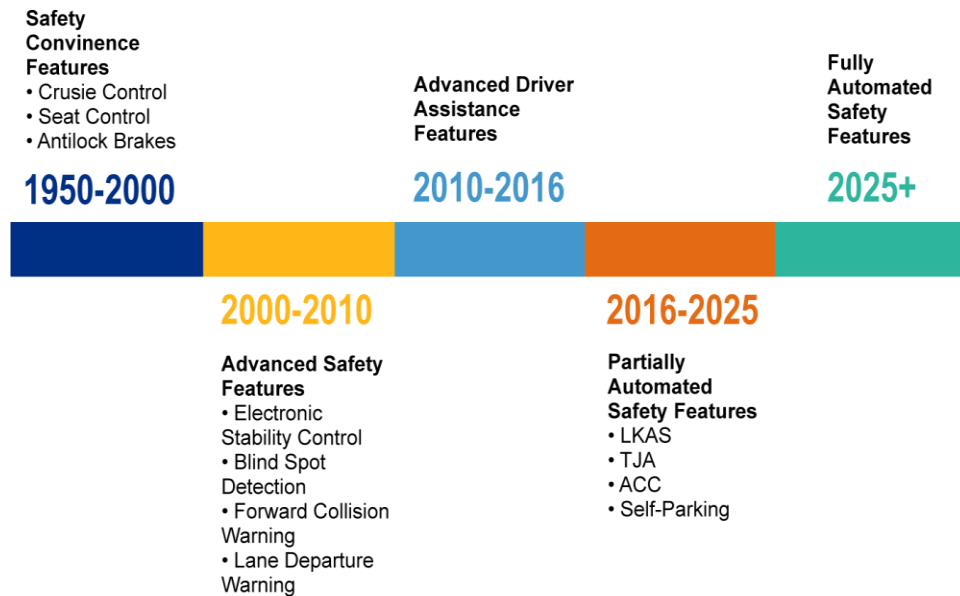 Safety
Convinence
Features
• Crusie Control
• Seat Control
• Antilock Brakes
1950-2000
2000-2010
Advanced Safety
Features
• Electronic
Stability Control
• Blind Spot
Detection
• Forward Collision
Warning
• Lane Departure
Warning
Advanced Driver
Assistance
Features
2010-2016
2016-2025
Partially
Automated
Safety Features
• LKAS
• TJA
• ACC
• Self-Parking
Fully
Automated
Safety
Features
2025+